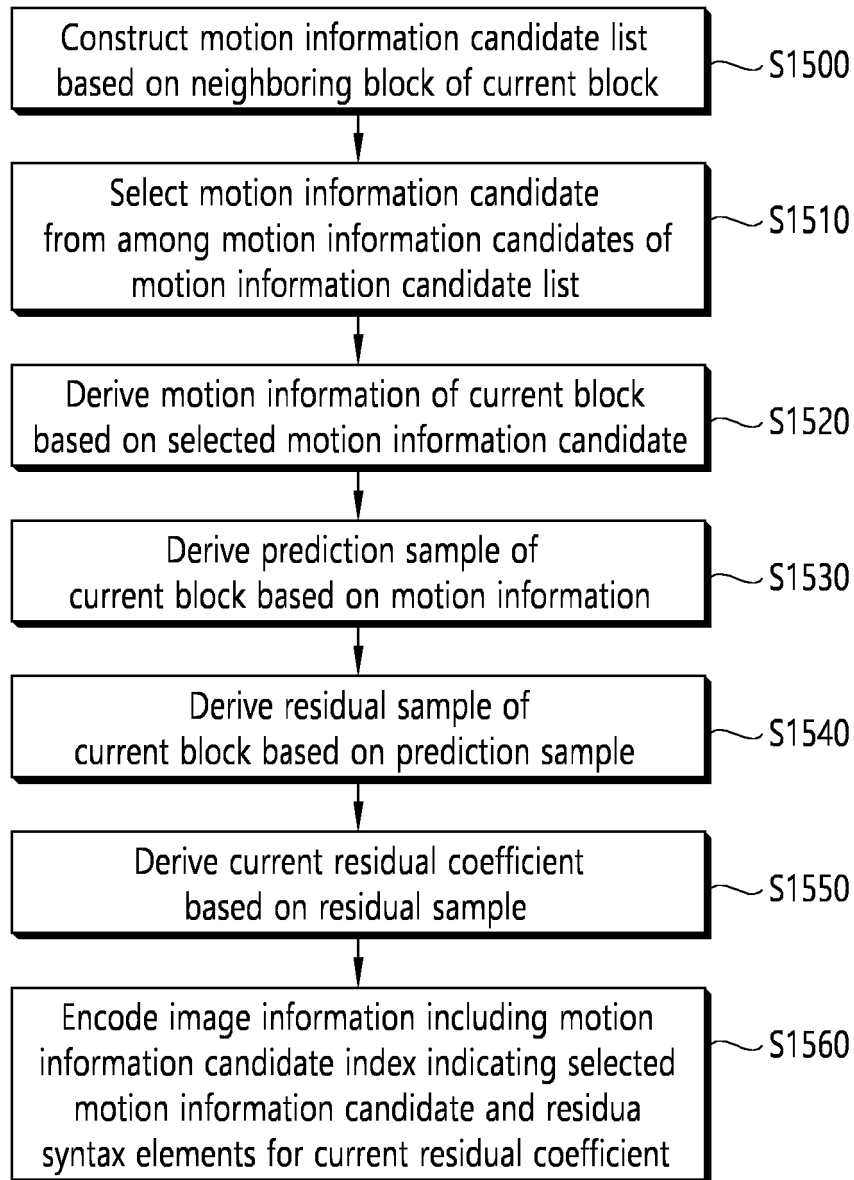 Construct motion information candidate list
based on neighboring block of current block
S1500
Select motion information candidate
from among motion information candidates of
motion information candidate list
S1510
Derive motion information of current block
based on selected motion information candidate
S1520
Derive prediction sample of
current block based on motion information
S1530
Derive residual sample of
current block based on prediction sample
S1540
Derive current residual coefficient
based on residual sample
S1550
Encode image information including motion
information candidate index indicating selected
motion information candidate and residua
syntax elements for current residual coefficient
S1560